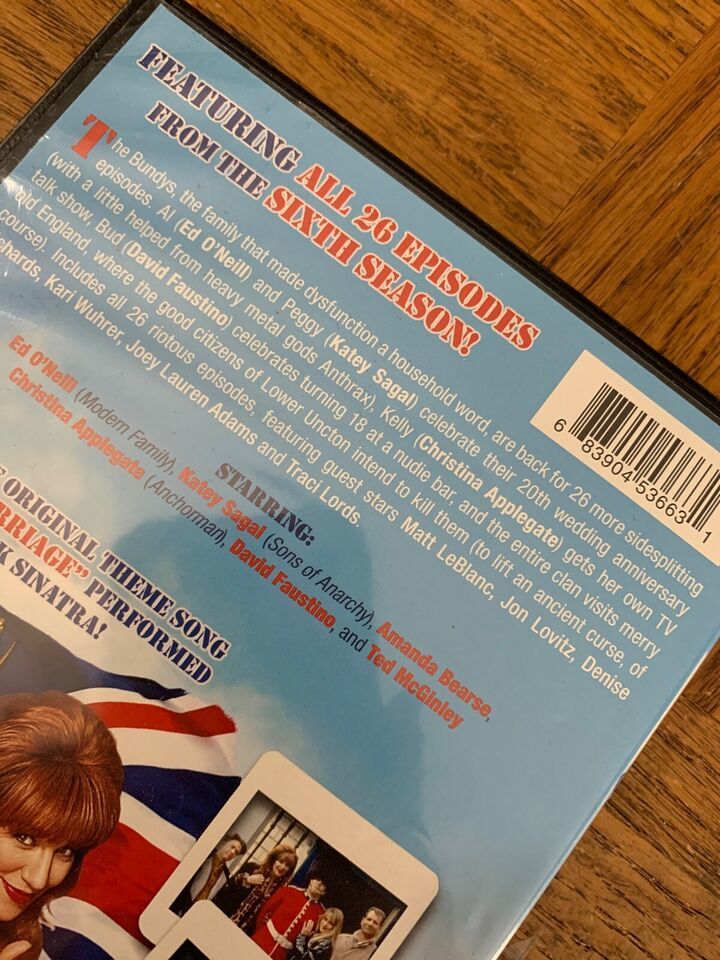 FEATURING ALL 26 EPISODES
FROM THE SIXTH SEASON!
The Bundys, the family that made dysfunction a household word, are back for 26 more sidesplitting
episodes. Al (Ed O'Neill) and Peggy (Katey Sagal) celebrate their 20th wedding anniversary
(with a little helped from heavy metal gods Anthrax), Kelly (Christina Applegate) gets her own TV
talk show, Bud (David Faustino) celebrates turning 18 at a nudie bar, and the entire clan visits merry
old England, where the good citizens of Lower Uncton intend to kill them (to lift an ancient curse, of
course). Includes all 26 riotous episodes, featuring guest stars Matt LeBlanc, Jon Lovitz, Denise
chards, Kari Wuhrer, Joey Lauren Adams and Traci Lords.
STARRING:
Ed O'Neill (Modern Family), Katey Sagal (Sons of Anarchy), Amanda Bearse,
Christina Applegate (Anchorman), David Faustino, and Ted McGinley
ORIGINAL THEME SONG
RRIAGE" PERFORMED
K SINATRA!
6 83904 53663 1